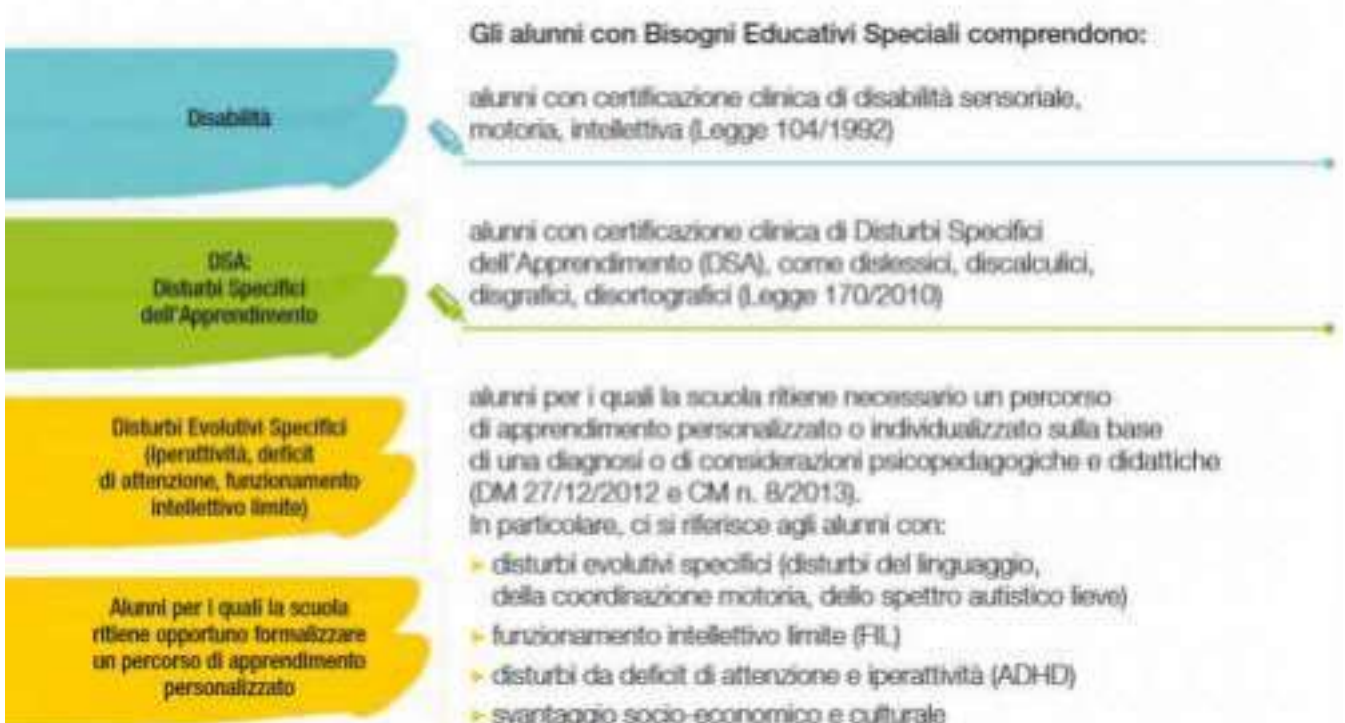 Gli alunni con Bisogni Educativi Speciali comprendono:
Disabilità
alunni con certificazione clinica di disabilità sensoriale,
motoria, intellettiva (Legge 104/1992)
DSA:
Disturbi Specifici
dell'Apprendimento
alunni con certificazione clinica di Disturbi Specifici
dell'Apprendimento (DSA), come dislessici, discalculici,
disgrafici, disortografici (Legge 170/2010)
Disturbi Evolutivi Specifici
(iperattività, deficit
di attenzione, funzionamento
intellettivo limite)
Alunni per i quali la scuola
ritiene opportuno formalizzare
un percorso di apprendimento
personalizzato
alunni per i quali la scuola ritiene necessario un percorso
di apprendimento personalizzato o individualizzato sulla base
di una diagnosi o di considerazioni psicopedagogiche e didattiche
(DM 27/12/2012 e CM n. 8/2013).
In particolare, ci si riferisce agli alunni con:
disturbi evolutivi specifici (disturbi del linguaggio,
della coordinazione motoria, dello spettro autistico lieve)
funzionamento intellettivo limite (FIL)
disturbi da deficit di attenzione e iperattività (ADHD)
svantaggio socio-economico e culturale